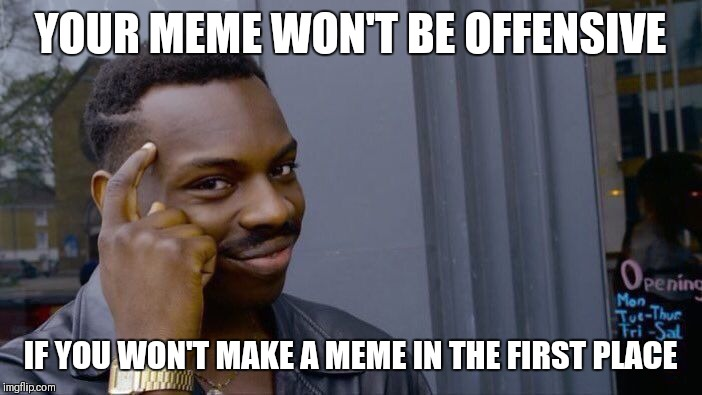 YOUR MEME WON'T BE OFFENSIVE
Opening
Mon
Tue-Thur
Fri-Sat
IF YOU WON'T MAKE A MEME IN THE FIRST PLACE
imgflip.com